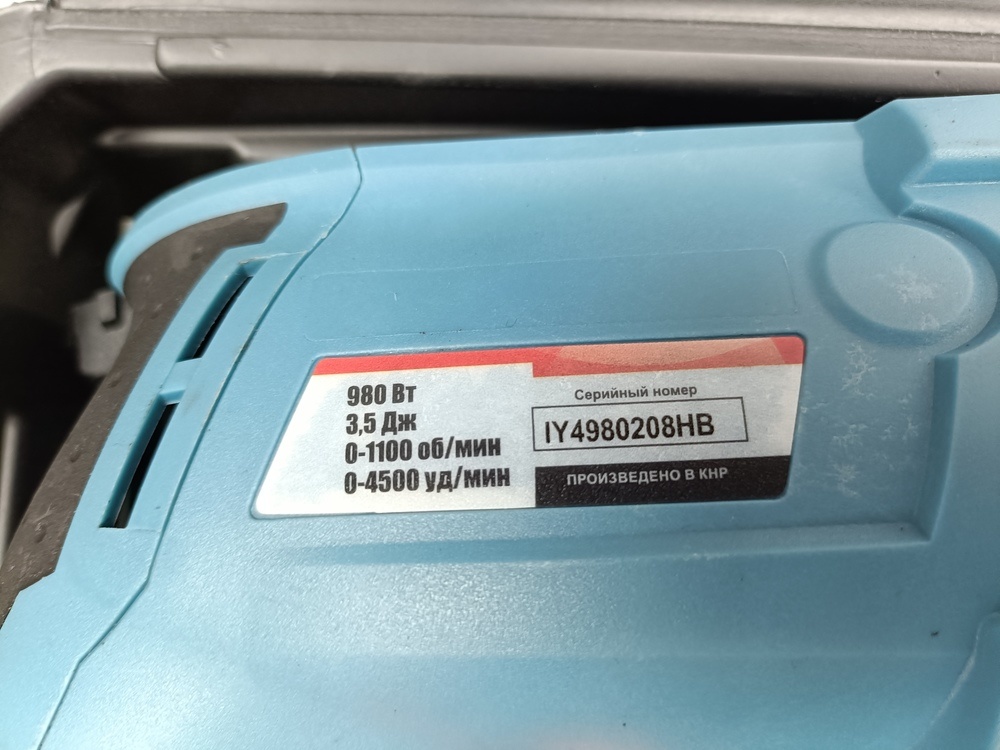 980 Вт
3,5 Дж
0-1100 об/мин
0-4500 уд/мин
Серийный номер
IY4980208HB
ПРОИЗВЕДЕНО В КНР